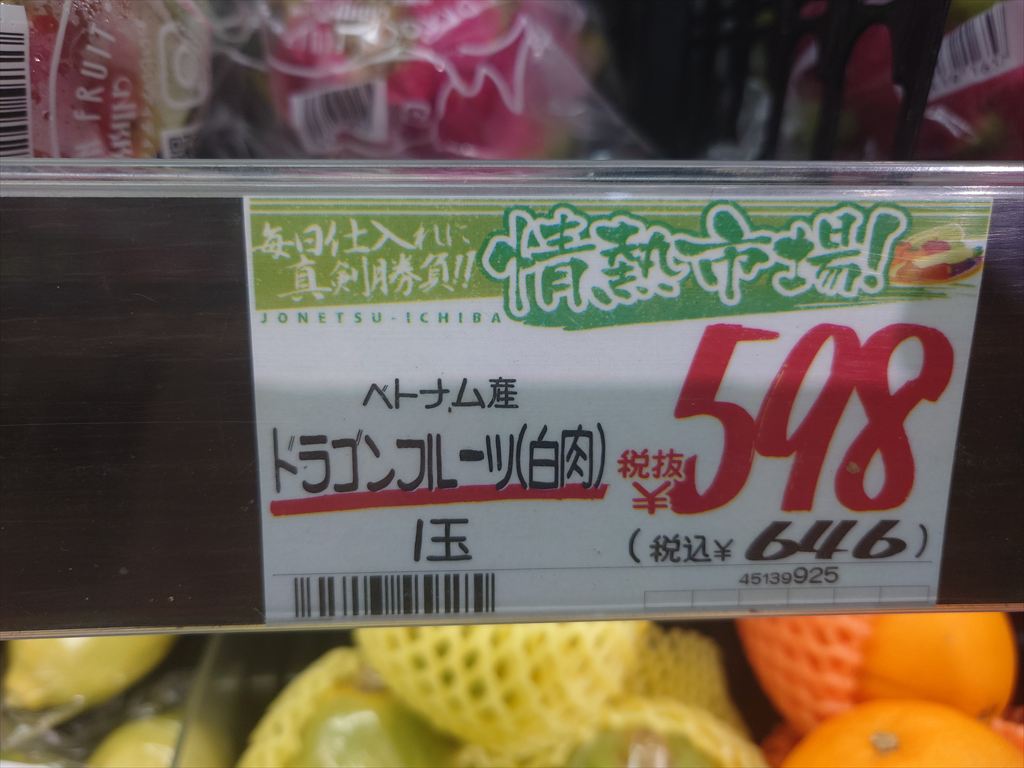 FRUIT
毎日仕入れに
真剣勝負!!
情熱市場!
JONETSU-ICHIBA
ベトナム産
ドラゴンフルーツ(白肉)
1玉
税抜
¥598
(税込¥646)
45139925